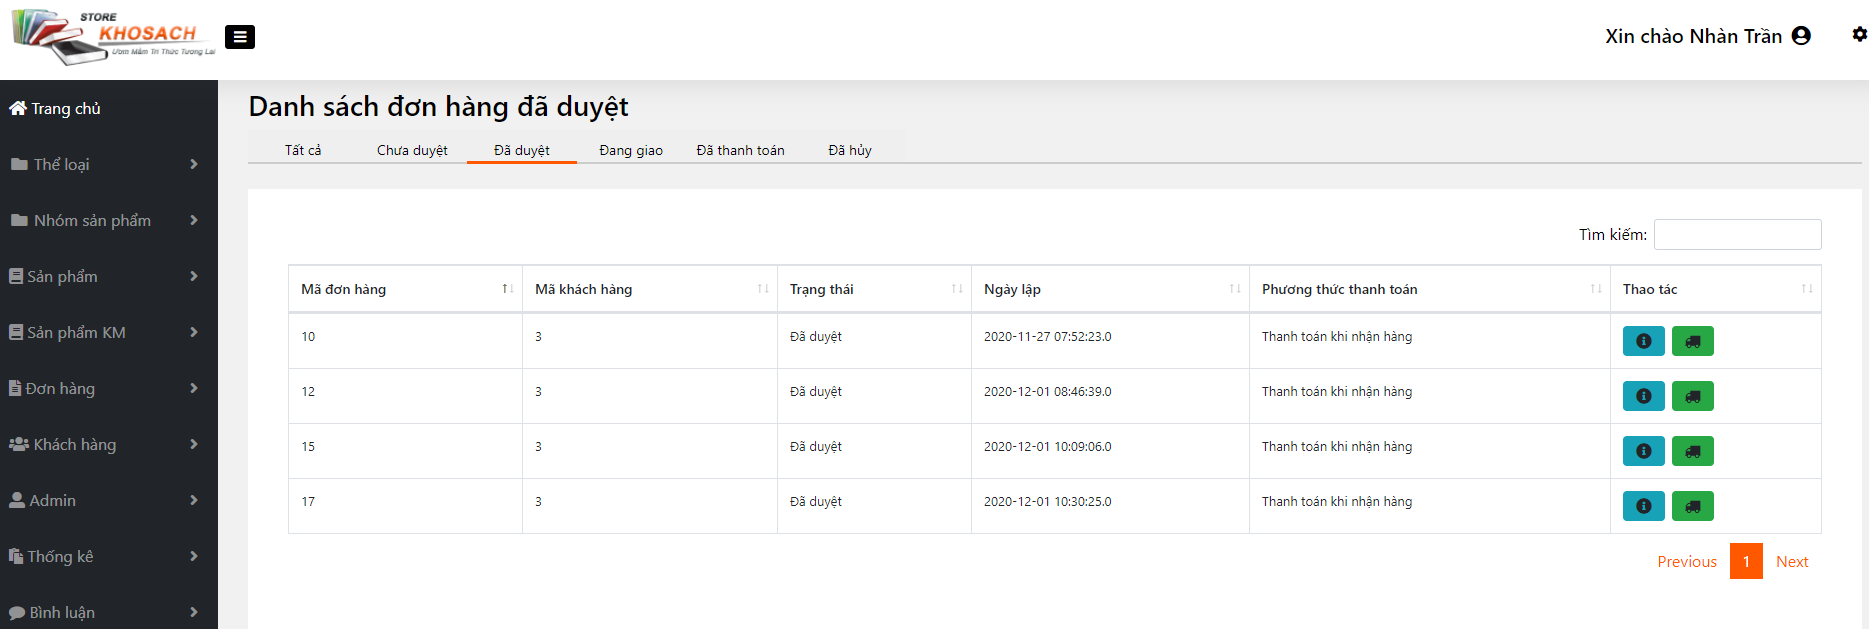 STORE
KHOSACH
Ươm Mầm Tri Thức Tương Lai
Xin chào Nhàn Trần
Trang chủ
Thể loại
Nhóm sản phẩm
Sản phẩm
Sản phẩm KM
Đơn hàng
Khách hàng
Admin
Thống kê
Bình luận
Danh sách đơn hàng đã duyệt
Tất cả Chưa duyệt Đã duyệt Đang giao Đã thanh toán Đã hủy
Tìm kiếm:
Mã đơn hàng Mã khách hàng Trạng thái Ngày lập Phương thức thanh toán Thao tác
10 3 Đã duyệt 2020-11-27 07:52:23.0 Thanh toán khi nhận hàng
12 3 Đã duyệt 2020-12-01 08:46:39.0 Thanh toán khi nhận hàng
15 3 Đã duyệt 2020-12-01 10:09:06.0 Thanh toán khi nhận hàng
17 3 Đã duyệt 2020-12-01 10:30:25.0 Thanh toán khi nhận hàng
Previous 1 Next